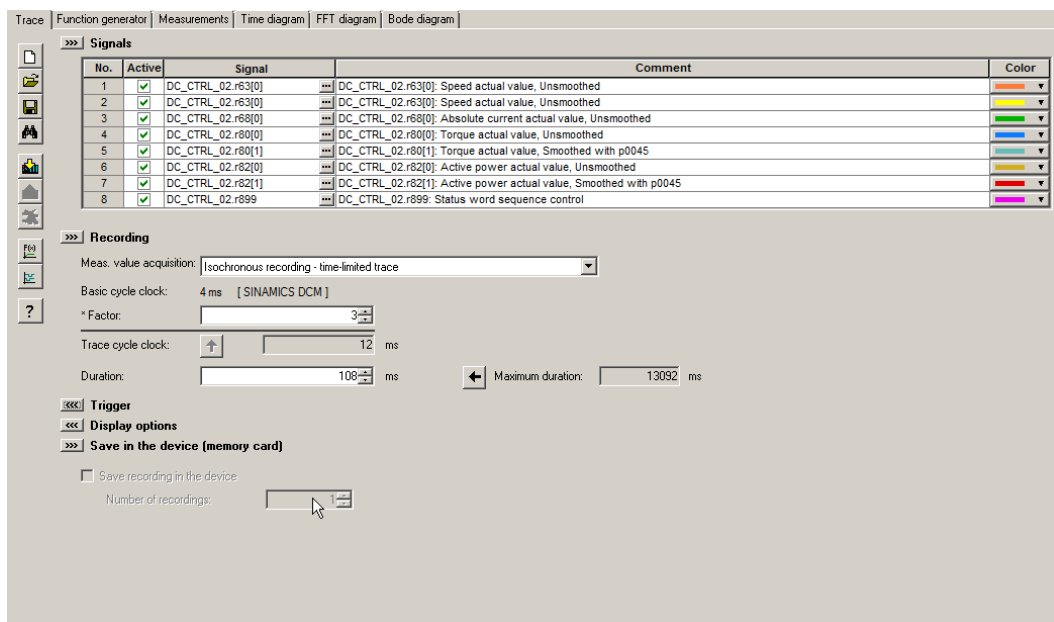 Trace Function generator Measurements Time diagram FFT diagram Bode diagram
>>> Signals
No. Active Signal Comment Color
1 DC_CTRL_02.r63[0] ... DC_CTRL_02.r63[0]: Speed actual value, Unsmoothed
2 DC_CTRL_02.r63[0] ... DC_CTRL_02.r63[0]: Speed actual value, Unsmoothed
3 DC_CTRL_02.r68[0] ... DC_CTRL_02.r68[0]: Absolute current actual value, Unsmoothed
4 DC_CTRL_02.r80[0] ... DC_CTRL_02.r80[0]: Torque actual value, Unsmoothed
5 DC_CTRL_02.r80[1] ... DC_CTRL_02.r80[1]: Torque actual value, Smoothed with p0045
6 DC_CTRL_02.r82[0] ... DC_CTRL_02.r82[0]: Active power actual value, Unsmoothed
7 DC_CTRL_02.r82[1] ... DC_CTRL_02.r82[1]: Active power actual value, Smoothed with p0045
8 DC_CTRL_02.r899 ... DC_CTRL_02.r899: Status word sequence control
>>> Recording
Meas. value acquisition: Isochronous recording - time-limited trace
Basic cycle clock: 4 ms [ SINAMICS DCM ]
* Factor: 3
Trace cycle clock: 12 ms
Duration: 108 ms Maximum duration: 13092 ms
<<< Trigger
<<< Display options
>>> Save in the device (memory card)
Save recording in the device
Number of recordings: 1
F(x)
?